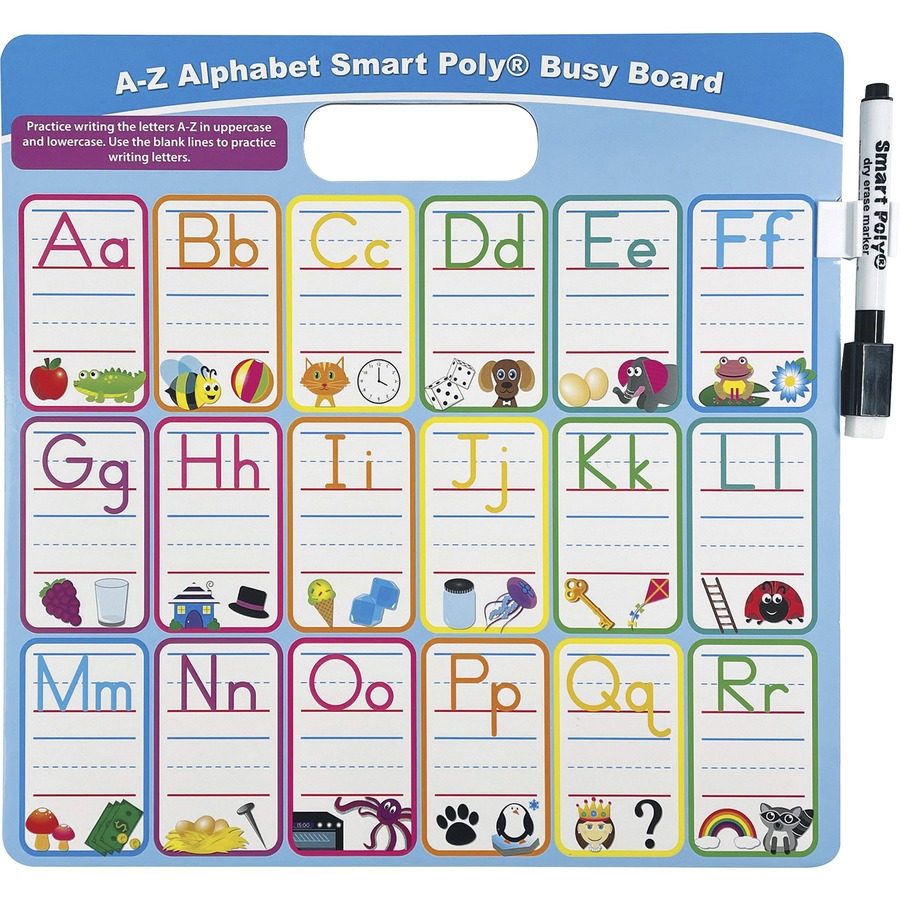 A-Z Alphabet Smart Poly® Busy Board
Practice writing the letters A-Z in uppercase
and lowercase. Use the blank lines to practice
writing letters.
Smart Poly®
dry erase marker
Aa Bb Cc Dd Ee Ff
Gg Hh Ii Jj Kk Ll
Mm Nn Oo Pp Qq Rr
?